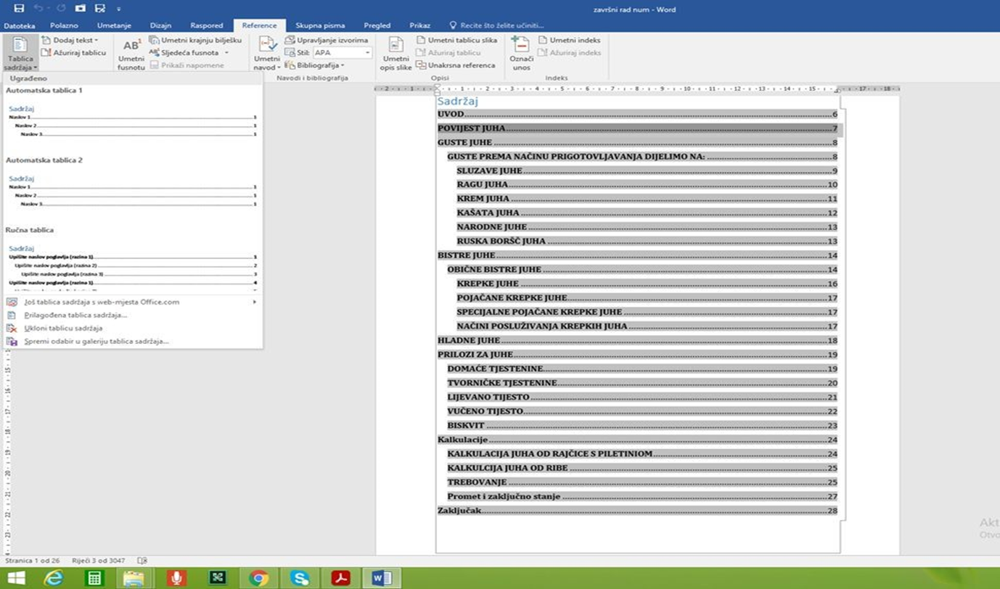 završni rad num - Word
Datoteka Polazno Umetanje Dizajn Raspored Reference Skupna pisma Pregled Prikaz Recite što želite učiniti...
Tablica sadržaja
Dodaj tekst
Ažuriraj tablicu
AB¹
Umetni fusnotu
Umetni krajnju bilješku
Sljedeća fusnota
Prikaži napomene
Umetni navod
Upravljanje izvorima
Stil: APA
Bibliografija
Navodi i bibliografija
Umetni opis slike
Umetni tablicu slika
Ažuriraj tablicu
Unakrsna referenca
Opisi
Označi unos
Umetni indeks
Ažuriraj indeks
Indeks
Ugrađeno
Automatska tablica 1
Sadržaj
Naslov 1 1
Naslov 2 1
Naslov 3 1
Automatska tablica 2
Sadržaj
Naslov 1 1
Naslov 2 1
Naslov 3 1
Ručna tablica
Sadržaj
Upišite naslov poglavlja (razina 1) 1
Upišite naslov poglavlja (razina 2) 2
Upišite naslov poglavlja (razina 3) 3
Upišite naslov poglavlja (razina 1) 4
Još tablica sadržaja s web-mjesta Office.com
Prilagođena tablica sadržaja...
Ukloni tablicu sadržaja
Spremi odabir u galeriju tablica sadržaja...
Sadržaj
UVOD 6
POVIJEST JUHA 7
GUSTE JUHE 8
GUSTE PREMA NAČINU PRIGOTOVLJAVANJA DIJELIMO NA: 8
SLUZAVE JUHE 9
RAGU JUHA 10
KREM JUHA 11
KAŠATA JUHA 12
NARODNE JUHE 13
RUSKA BORŠČ JUHA 13
BISTRE JUHE 14
OBIČNE BISTRE JUHE 14
KREPKE JUHE 16
POJAČANE KREPKE JUHE 17
SPECIJALNE POJAČANE KREPKE JUHE 17
NAČINI POSLUŽIVANJA KREPKIH JUHA 17
HLADNE JUHE 18
PRILOZI ZA JUHE 19
DOMAĆE TJESTENINE 19
TVORNIČKE TJESTENINE 20
LIJEVANO TIJESTO 21
VUČENO TIJESTO 22
BISKVIT 23
Kalkulacije 24
KALKULACIJA JUHA OD RAJČICE S PILETINIOM 24
KALKULCIJA JUHA OD RIBE 25
TREBOVANJE 25
Promet i zaključno stanje 27
Zaključak 28
Akt
Otvo
Stranica 1 od 26 Riječi 3 od 3047